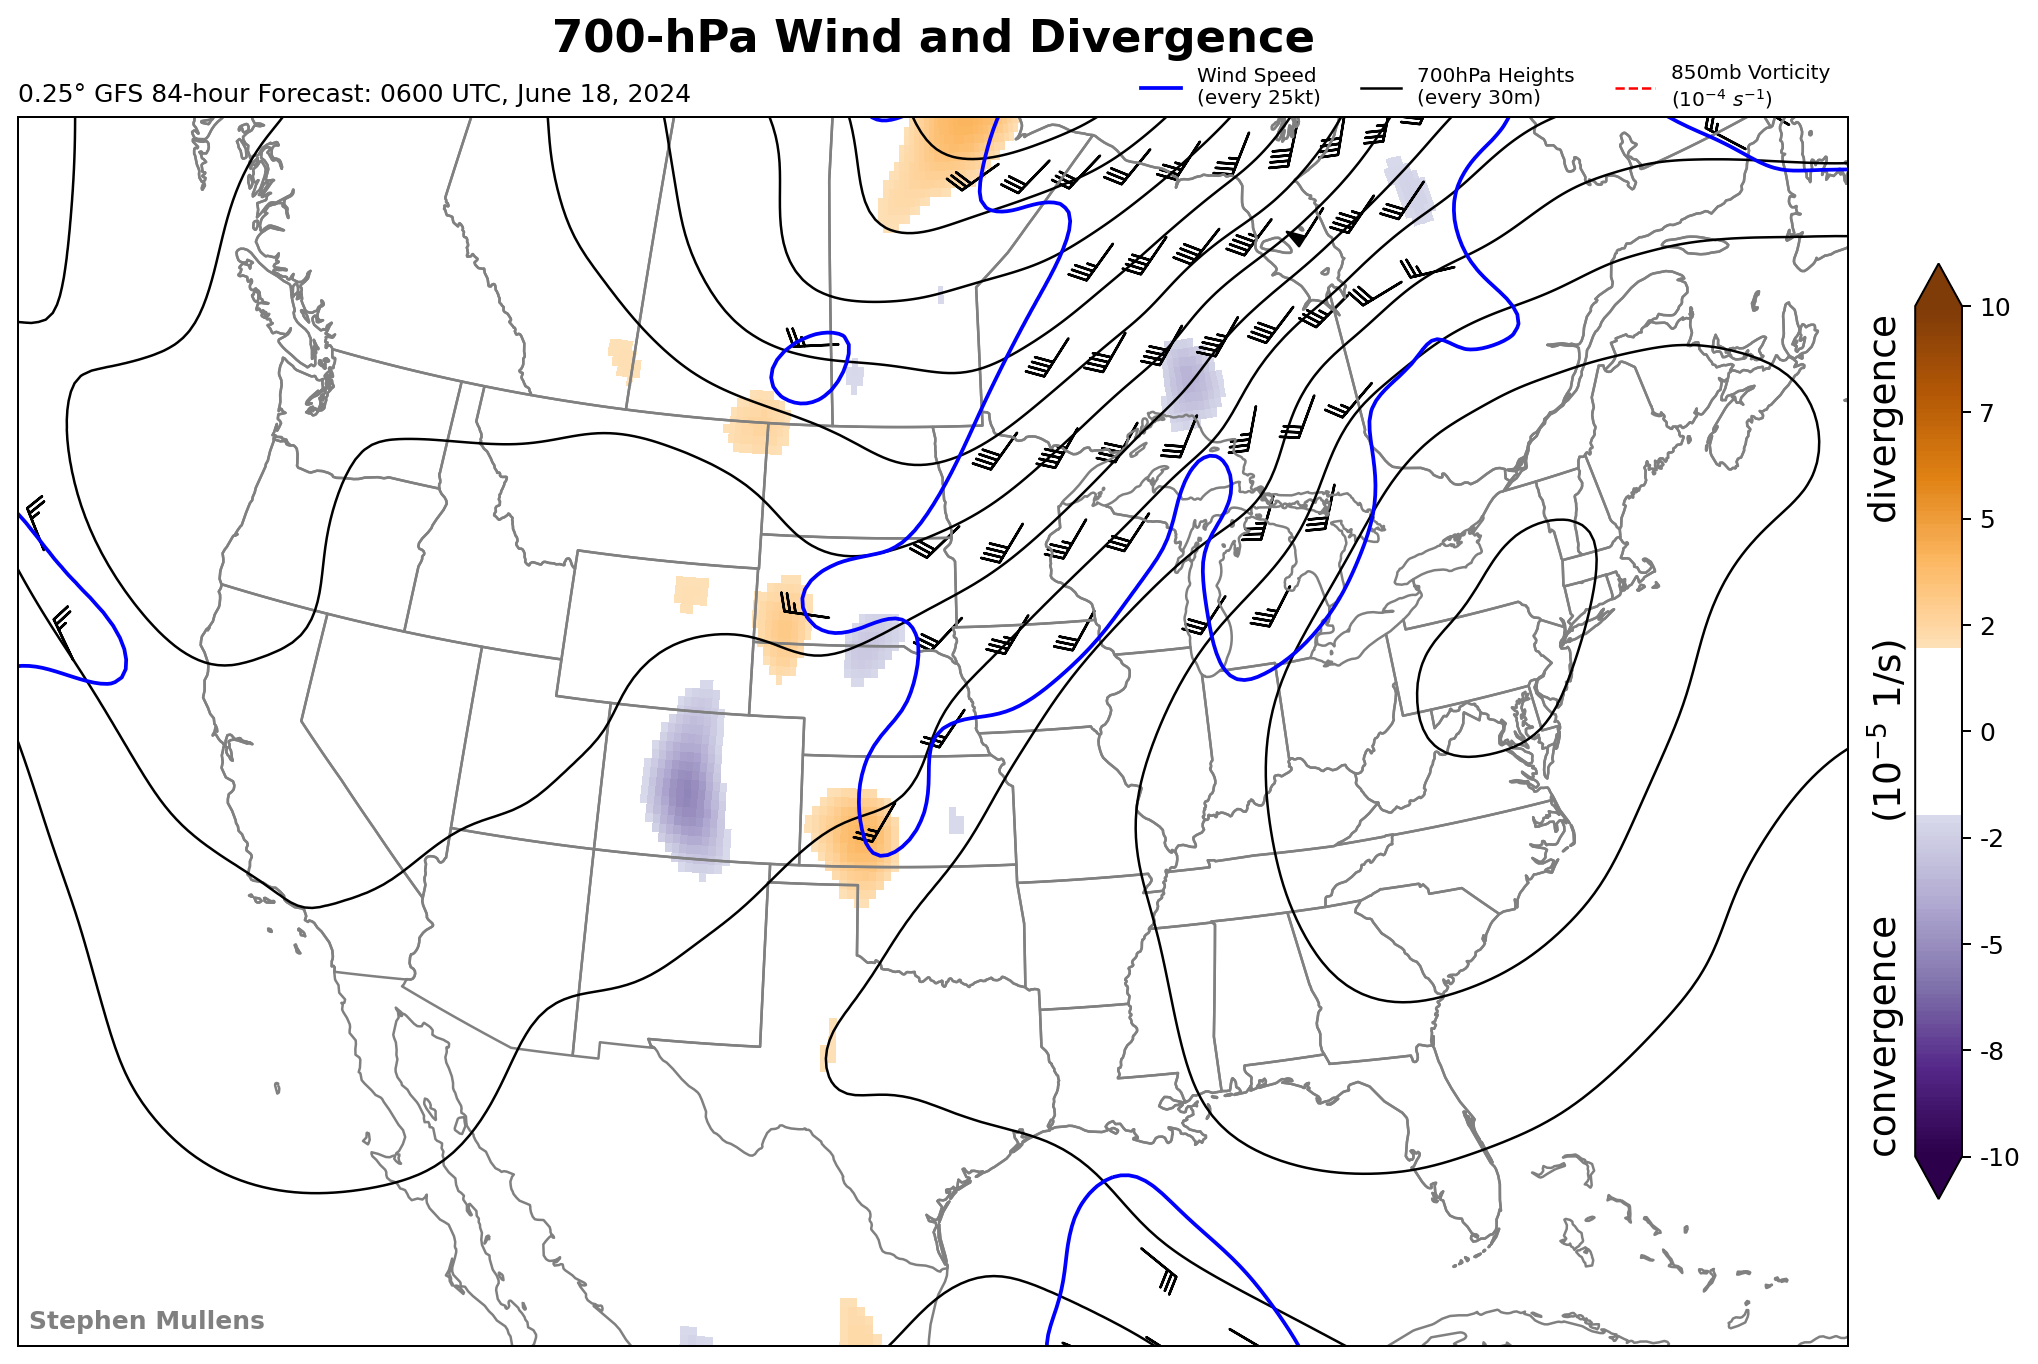 700-hPa Wind and Divergence
0.25° GFS 84-hour Forecast: 0600 UTC, June 18, 2024
Wind Speed
(every 25kt)
700hPa Heights
(every 30m)
850mb Vorticity
(10⁻⁴ s⁻¹)
10
7
5
2
0
-2
-5
-8
-10
convergence (10⁻⁵ 1/s) divergence
Stephen Mullens